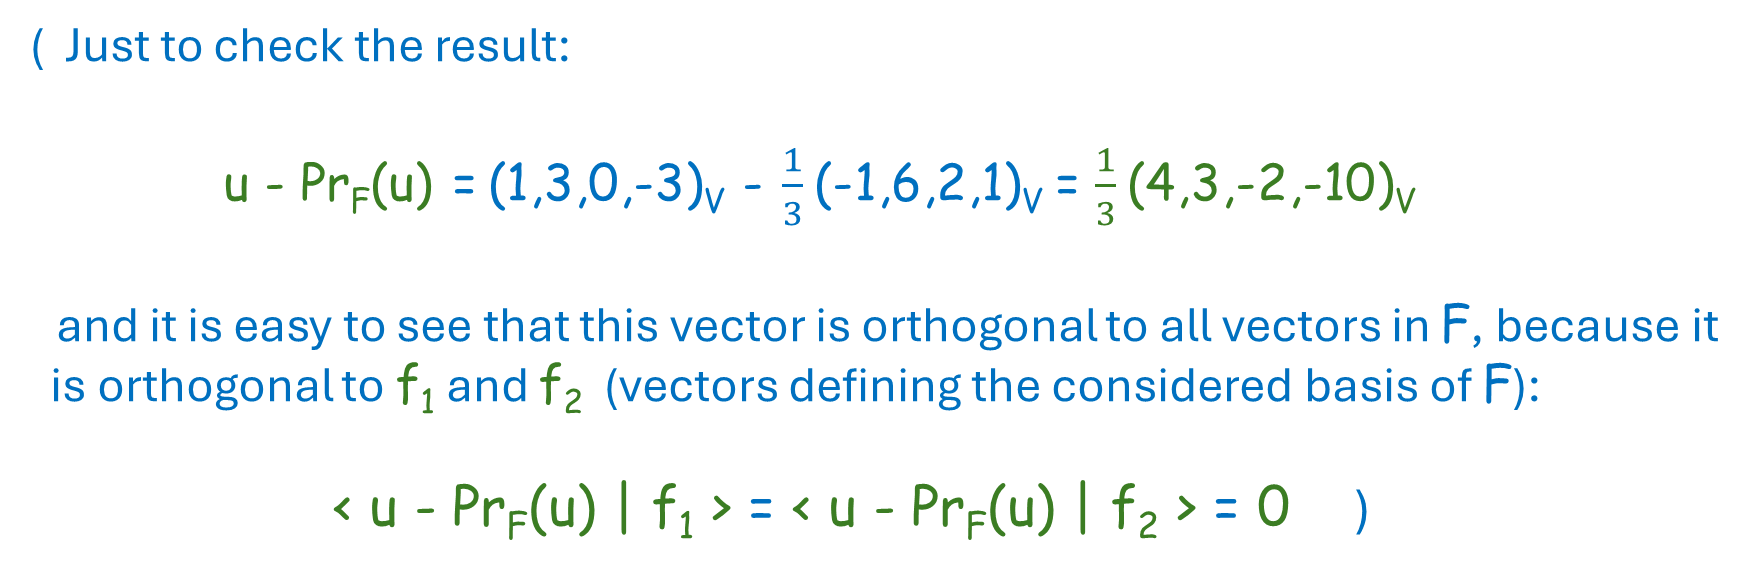 ( Just to check the result:
u - Pr_F(u) = (1,3,0,-3)_V - 1/3 (-1,6,2,1)_V = 1/3 (4,3,-2,-10)_V
and it is easy to see that this vector is orthogonal to all vectors in F, because it
is orthogonal to f_1 and f_2 (vectors defining the considered basis of F):
< u - Pr_F(u) | f_1 > = < u - Pr_F(u) | f_2 > = 0 )